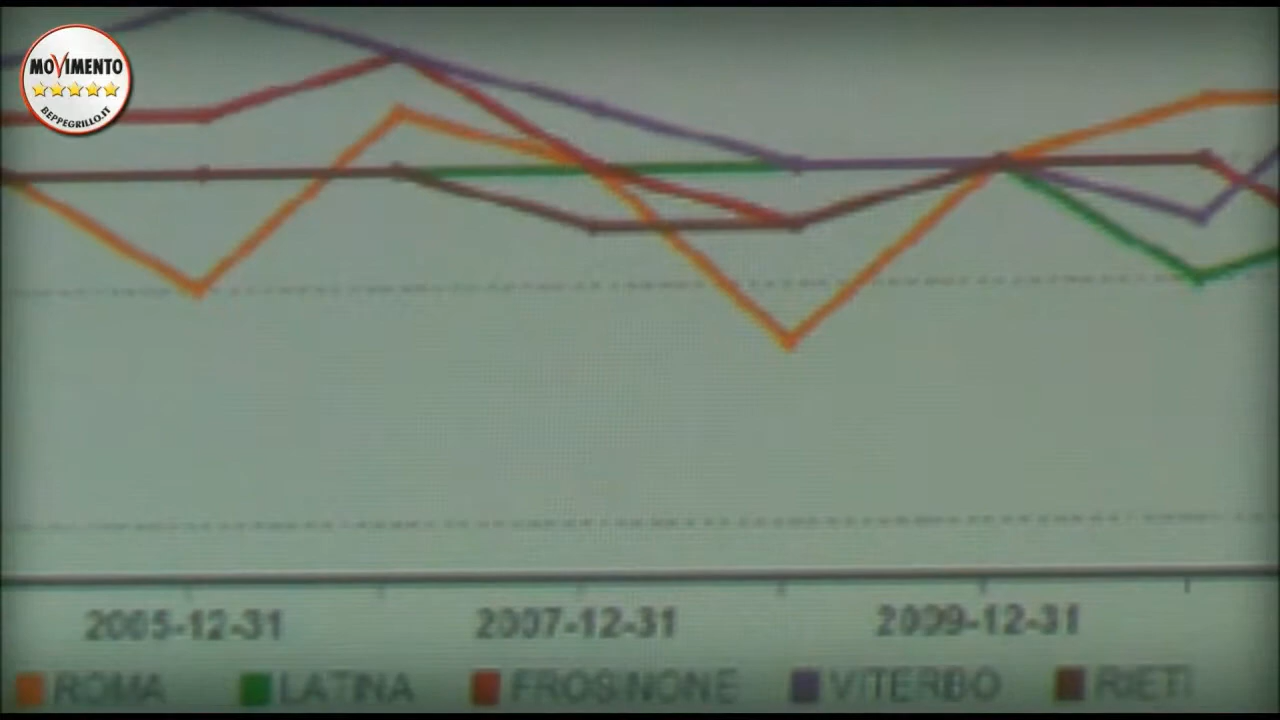 MOVIMENTO
BEPPEGRILLO.IT
2005-12-31 2007-12-31 2009-12-31
ROMA LATINA FROSINONE VITERBO RIETI